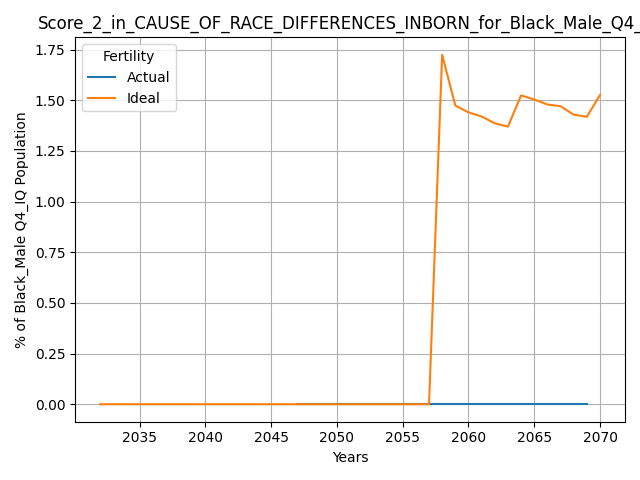 Score_2_in_CAUSE_OF_RACE_DIFFERENCES_INBORN_for_Black_Male_Q4_
Fertility
Actual
Ideal
% of Black_Male Q4_IQ Population
1.75
1.50
1.25
1.00
0.75
0.50
0.25
0.00
2035 2040 2045 2050 2055 2060 2065 2070
Years